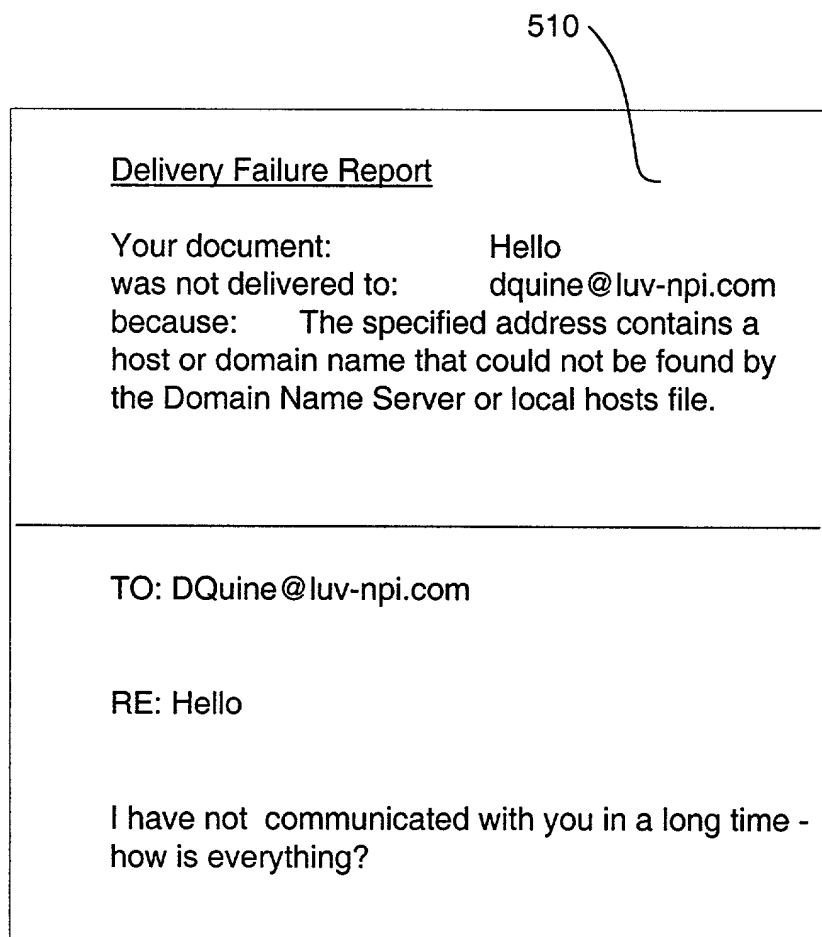 510
Delivery Failure Report
Your document: Hello
was not delivered to: dquine@luv-npi.com
because: The specified address contains a
host or domain name that could not be found by
the Domain Name Server or local hosts file.
TO: DQuine@luv-npi.com
RE: Hello
I have not communicated with you in a long time -
how is everything?